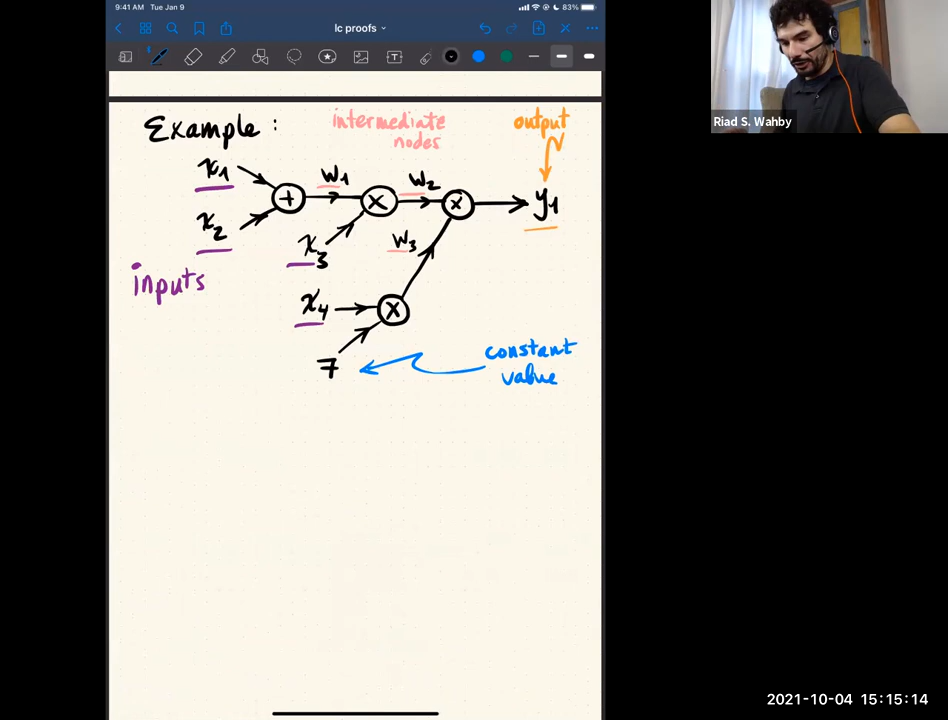 9:41 AM Tue Jan 9
83%
lc proofs
Riad S. Wahby
Example :
intermediate
nodes
output
x1
w1
w2
+
x
x
y1
x2
x3
w3
inputs
x4
x
7
constant
value
2021-10-04 15:15:14